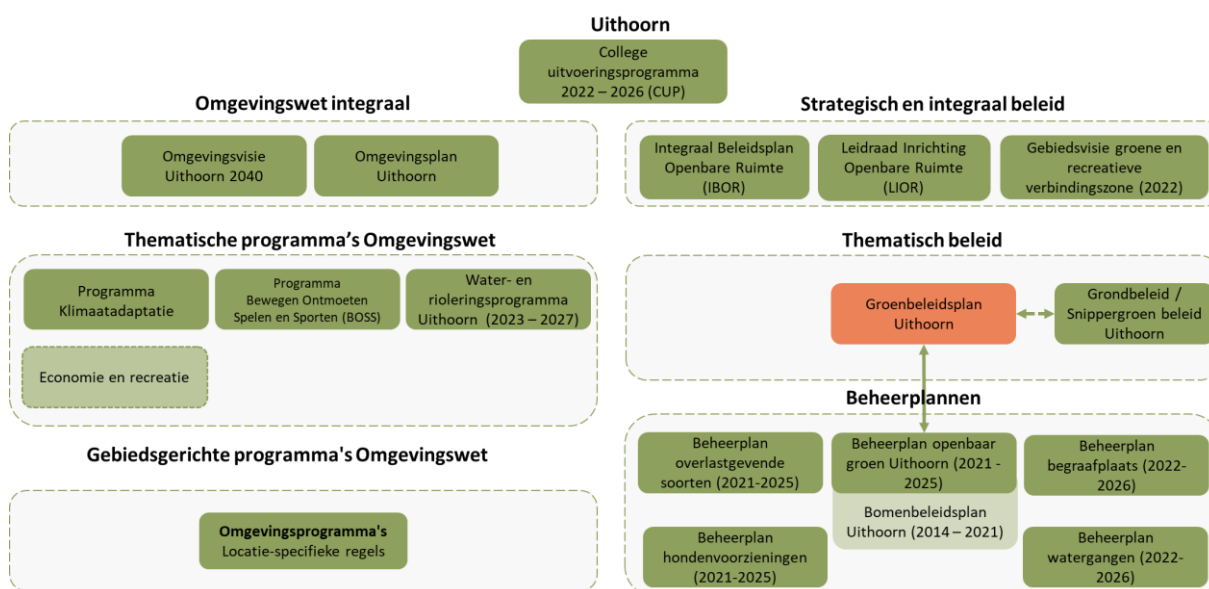 Uithoorn
College
uitvoeringsprogramma
2022 – 2026 (CUP)
Omgevingswet integraal
Omgevingsvisie
Uithoorn 2040
Omgevingsplan
Uithoorn
Strategisch en integraal beleid
Integraal Beleidsplan
Openbare Ruimte
(IBOR)
Leidraad Inrichting
Openbare Ruimte
(LIOR)
Gebiedsvisie groene en
recreatieve
verbindingszone (2022)
Thematische programma’s Omgevingswet
Programma
Klimaatadaptatie
Programma
Bewegen Ontmoeten
Spelen en Sporten (BOSS)
Water- en
rioleringsprogramma
Uithoorn (2023 – 2027)
Economie en recreatie
Thematisch beleid
Groenbeleidsplan
Uithoorn
Grondbeleid /
Snippergroen beleid
Uithoorn
Gebiedsgerichte programma's Omgevingswet
Omgevingsprogramma's
Locatie-specifieke regels
Beheerplannen
Beheerplan
overlastgevende
soorten (2021-2025)
Beheerplan openbaar
groen Uithoorn (2021 -
2025)
Beheerplan
begraafplaats (2022-
2026)
Bomenbeleidsplan
Uithoorn (2014 – 2021)
Beheerplan
hondenvoorzieningen
(2021-2025)
Beheerplan
watergangen (2022-
2026)